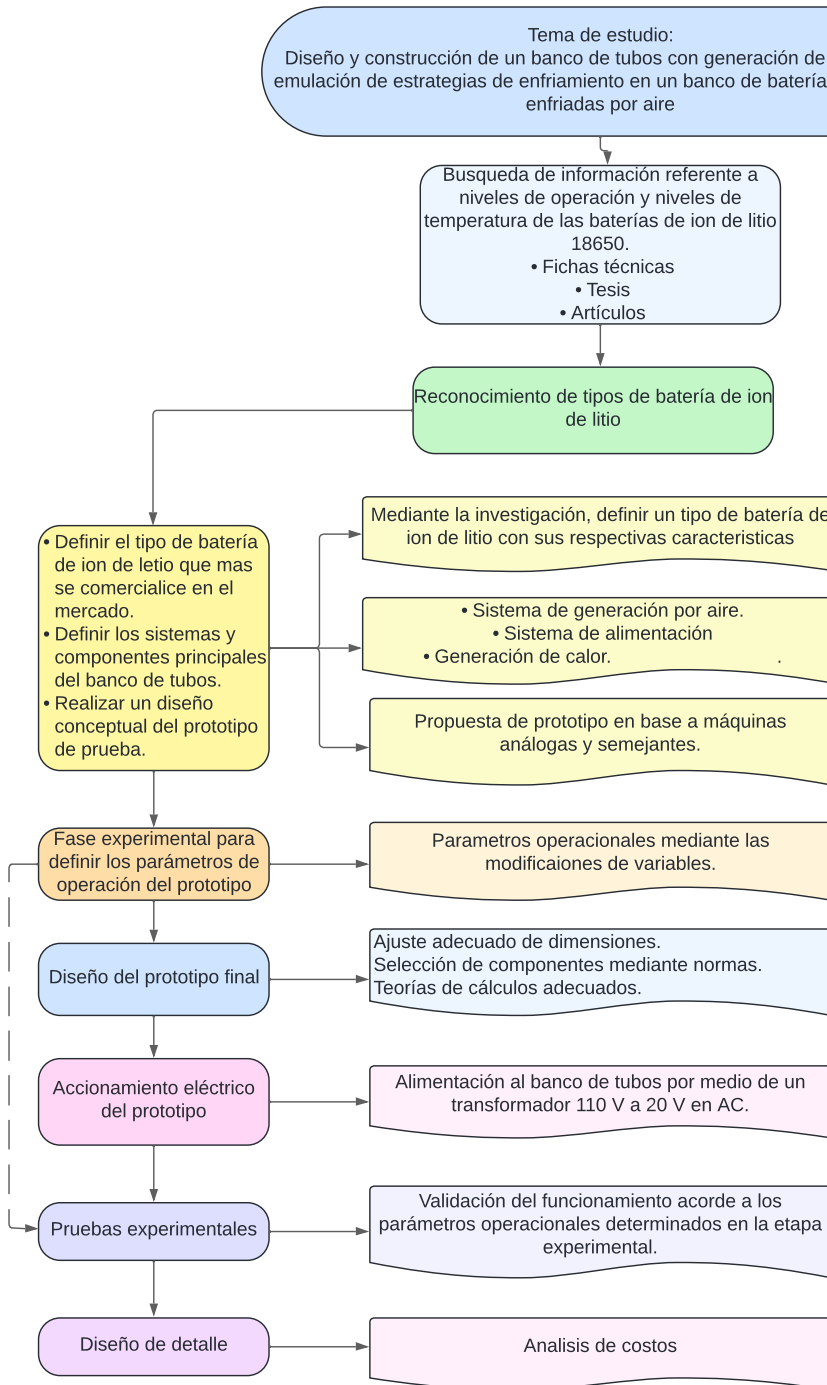 Tema de estudio:
Diseño y construcción de un banco de tubos con generación de
emulación de estrategias de enfriamiento en un banco de batería
enfriadas por aire
Busqueda de información referente a
niveles de operación y niveles de
temperatura de las baterías de ion de litio
18650.
• Fichas técnicas
• Tesis
• Artículos
Reconocimiento de tipos de batería de ion
de litio
• Definir el tipo de batería
de ion de letio que mas
se comercialice en el
mercado.
• Definir los sistemas y
componentes principales
del banco de tubos.
• Realizar un diseño
conceptual del prototipo
de prueba.
Mediante la investigación, definir un tipo de batería de
ion de litio con sus respectivas caracteristicas
• Sistema de generación por aire.
• Sistema de alimentación
• Generación de calor. .
Propuesta de prototipo en base a máquinas
análogas y semejantes.
Fase experimental para
definir los parámetros de
operación del prototipo
Parametros operacionales mediante las
modificaiones de variables.
Diseño del prototipo final
Ajuste adecuado de dimensiones.
Selección de componentes mediante normas.
Teorías de cálculos adecuados.
Accionamiento eléctrico
del prototipo
Alimentación al banco de tubos por medio de un
transformador 110 V a 20 V en AC.
Pruebas experimentales
Validación del funcionamiento acorde a los
parámetros operacionales determinados en la etapa
experimental.
Diseño de detalle
Analisis de costos